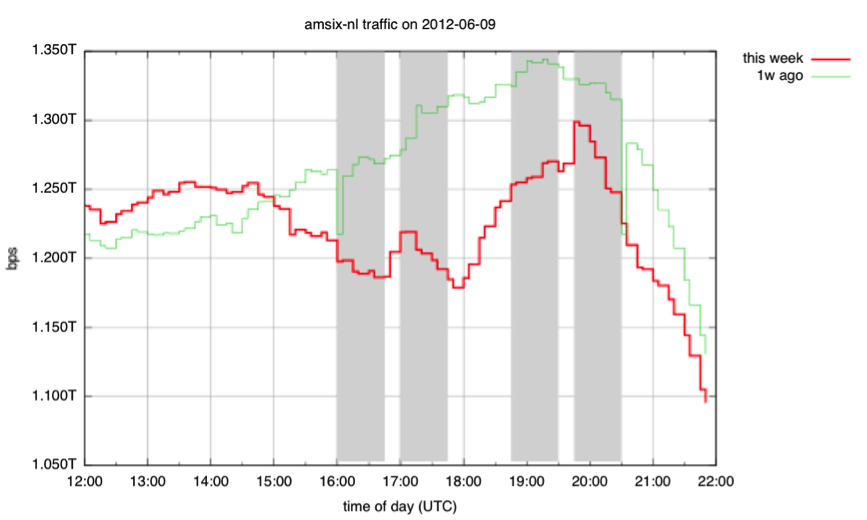 amsix-nl traffic on 2012-06-09
this week
1w ago
1.350T
1.300T
1.250T
1.200T
1.150T
1.100T
1.050T
bps
12:00 13:00 14:00 15:00 16:00 17:00 18:00 19:00 20:00 21:00 22:00
time of day (UTC)